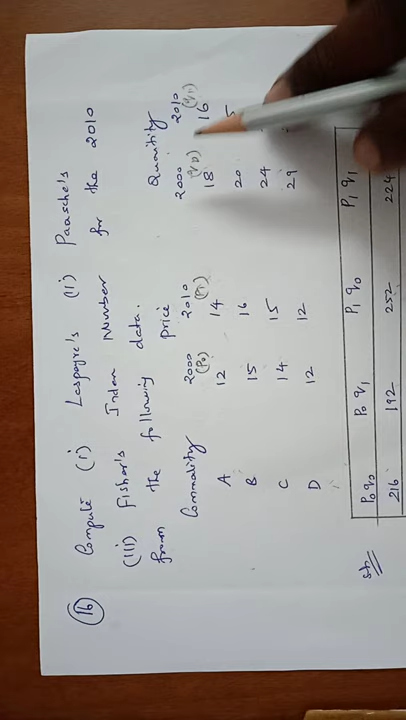 16 Compute (i) Laspayre's (ii) Paasche's
(iii) Fisher's Index Number for the 2010
from the following data.
Commodity Price Quantity
2000 2010 2000 2010
(P0) (P1) (q0) (q1)
A 12 14 18 16
B 15 16 20 5
C 14 15 24
D 12 12 29
P0q0 P0q1 P1q0 P1q1
216 192 252 224